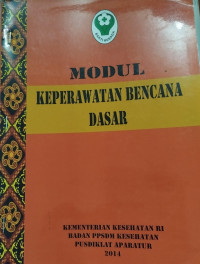 MODUL
KEPERAWATAN BENCANA
DASAR
KEMENTERIAN KESEHATAN RI
BADAN PPSDM KESEHATAN
PUSDIKLAT APARATUR
2014